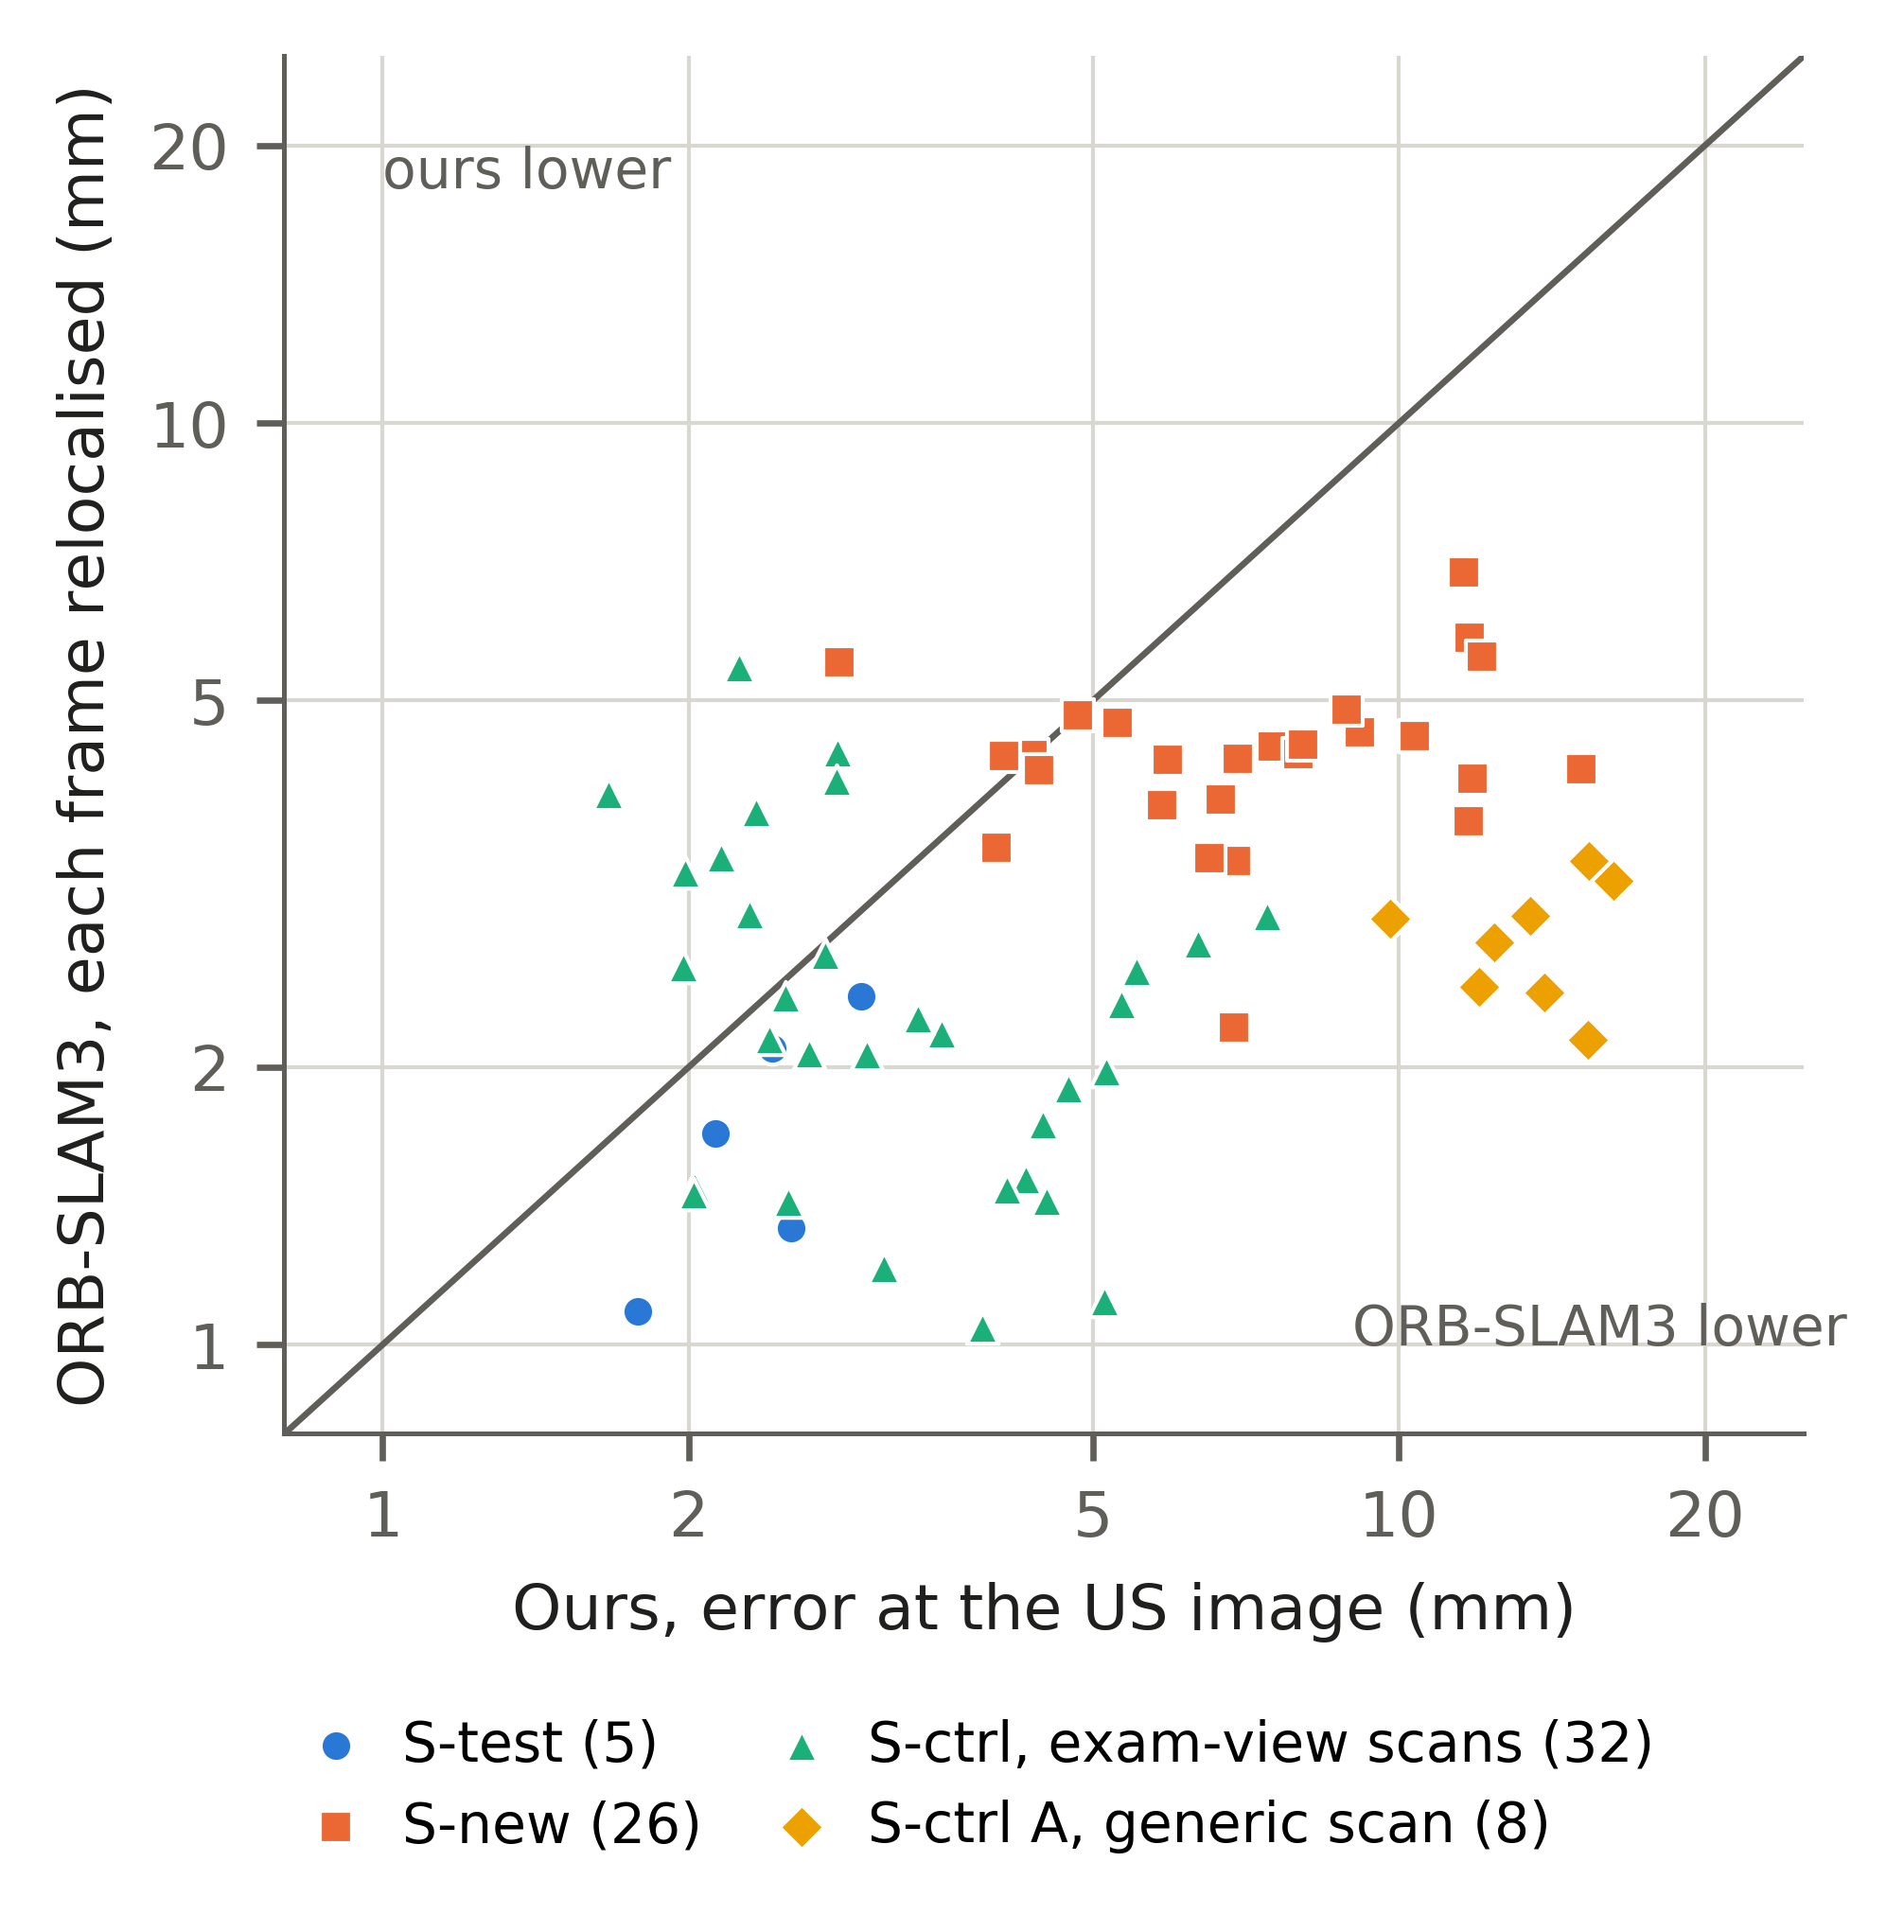 ORB-SLAM3, each frame relocalised (mm)
20
10
5
2
1
ours lower
ORB-SLAM3 lower
1 2 5 10 20
Ours, error at the US image (mm)
S-test (5)
S-new (26)
S-ctrl, exam-view scans (32)
S-ctrl A, generic scan (8)